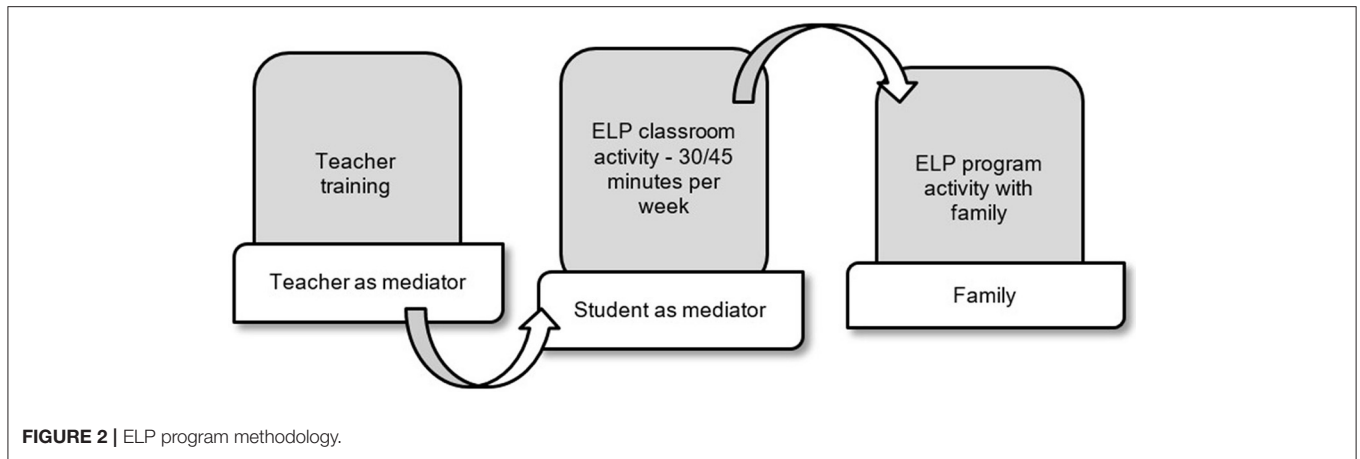 Teacher
training
Teacher as mediator
ELP classroom
activity - 30/45
minutes per
week
Student as mediator
ELP program
activity with
family
Family
FIGURE 2 | ELP program methodology.